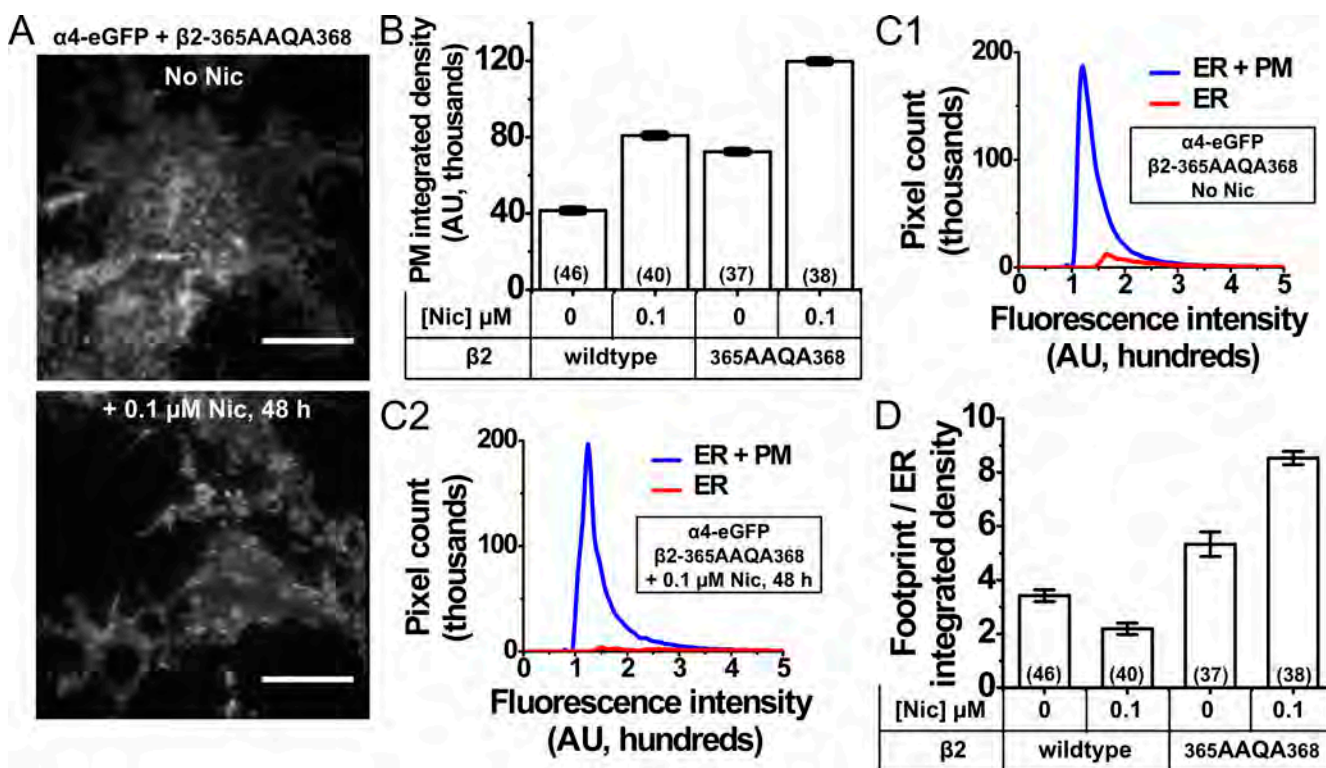 A
α4-eGFP + β2-365AAQA368
No Nic
+ 0.1 μM Nic, 48 h
B
PM integrated density
(AU, thousands)
120
80
40
0
(46)
(40)
(37)
(38)
[Nic] μM
0
0.1
0
0.1
β2
wildtype
365AAQA368
C1
Pixel count
(thousands)
200
100
0
ER + PM
ER
α4-eGFP
β2-365AAQA368
No Nic
0
1
2
3
4
5
Fluorescence intensity
(AU, hundreds)
C2
Pixel count
(thousands)
200
100
0
ER + PM
ER
α4-eGFP
β2-365AAQA368
+ 0.1 μM Nic, 48 h
0
1
2
3
4
5
Fluorescence intensity
(AU, hundreds)
D
Footprint / ER
integrated density
10
8
6
4
2
0
(46)
(40)
(37)
(38)
[Nic] μM
0
0.1
0
0.1
β2
wildtype
365AAQA368